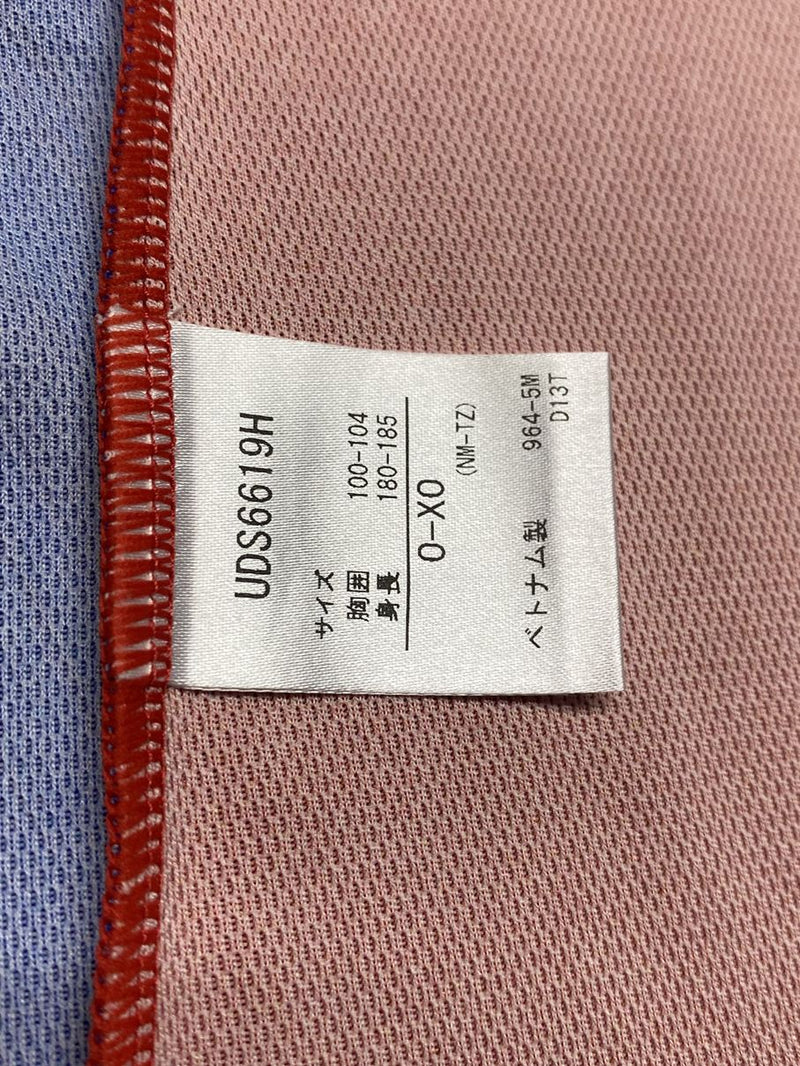 UDS6619H
サイズ
胸囲 100-104
身長 180-185
O-XO
(NM-TZ)
ベトナム製 964-5M
D13T